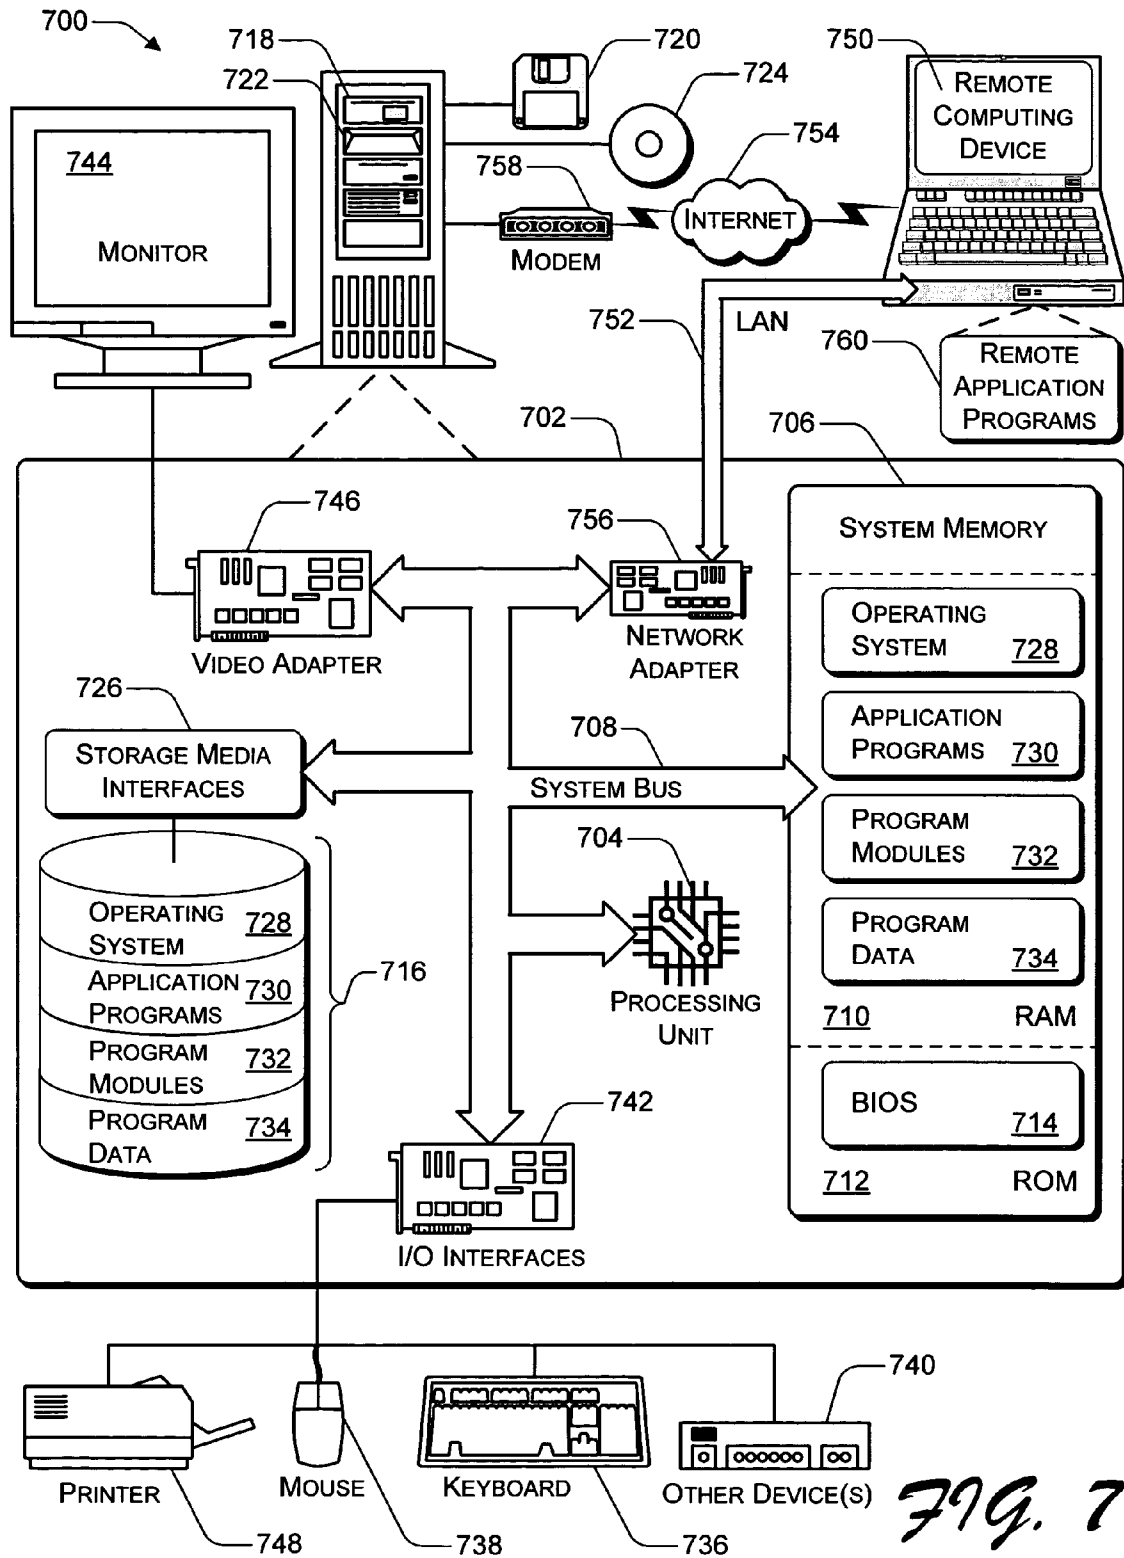 700
718
722
720
724
750
REMOTE
COMPUTING
DEVICE
744
MONITOR
758
MODEM
754
INTERNET
752
LAN
760
REMOTE
APPLICATION
PROGRAMS
702
706
746
VIDEO ADAPTER
756
NETWORK
ADAPTER
SYSTEM MEMORY
OPERATING
SYSTEM 728
APPLICATION
PROGRAMS 730
PROGRAM
MODULES 732
PROGRAM
DATA 734
710 RAM
BIOS 714
712 ROM
726
STORAGE MEDIA
INTERFACES
708
SYSTEM BUS
704
PROCESSING
UNIT
OPERATING
SYSTEM 728
APPLICATION
PROGRAMS 730
PROGRAM
MODULES 732
PROGRAM
DATA 734
716
742
I/O INTERFACES
740
PRINTER
MOUSE
KEYBOARD
OTHER DEVICE(S)
748
738
736
FIG. 7